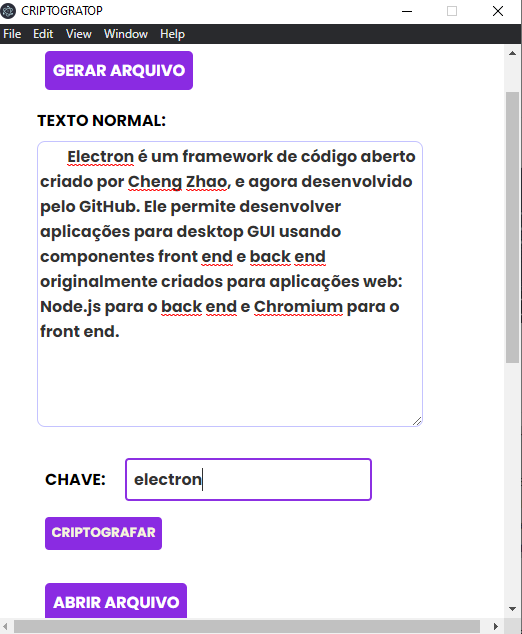 CRIPTOGRATOP
File Edit View Window Help
GERAR ARQUIVO
TEXTO NORMAL:
Electron é um framework de código aberto
criado por Cheng Zhao, e agora desenvolvido
pelo GitHub. Ele permite desenvolver
aplicações para desktop GUI usando
componentes front end e back end
originalmente criados para aplicações web:
Node.js para o back end e Chromium para o
front end.
CHAVE: electron
CRIPTOGRAFAR
ABRIR ARQUIVO